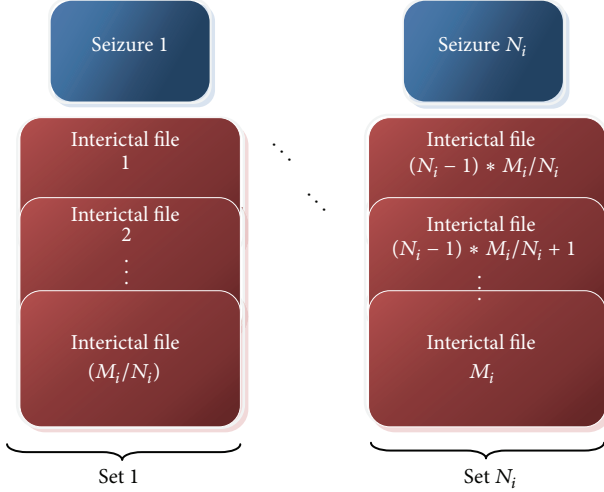 Seizure 1
Interictal file
1
Interictal file
2
⋮
Interictal file
(M_i/N_i)
Set 1
⋱
Seizure N_i
Interictal file
(N_i − 1) ∗ M_i/N_i
Interictal file
(N_i − 1) ∗ M_i/N_i + 1
⋮
Interictal file
M_i
Set N_i